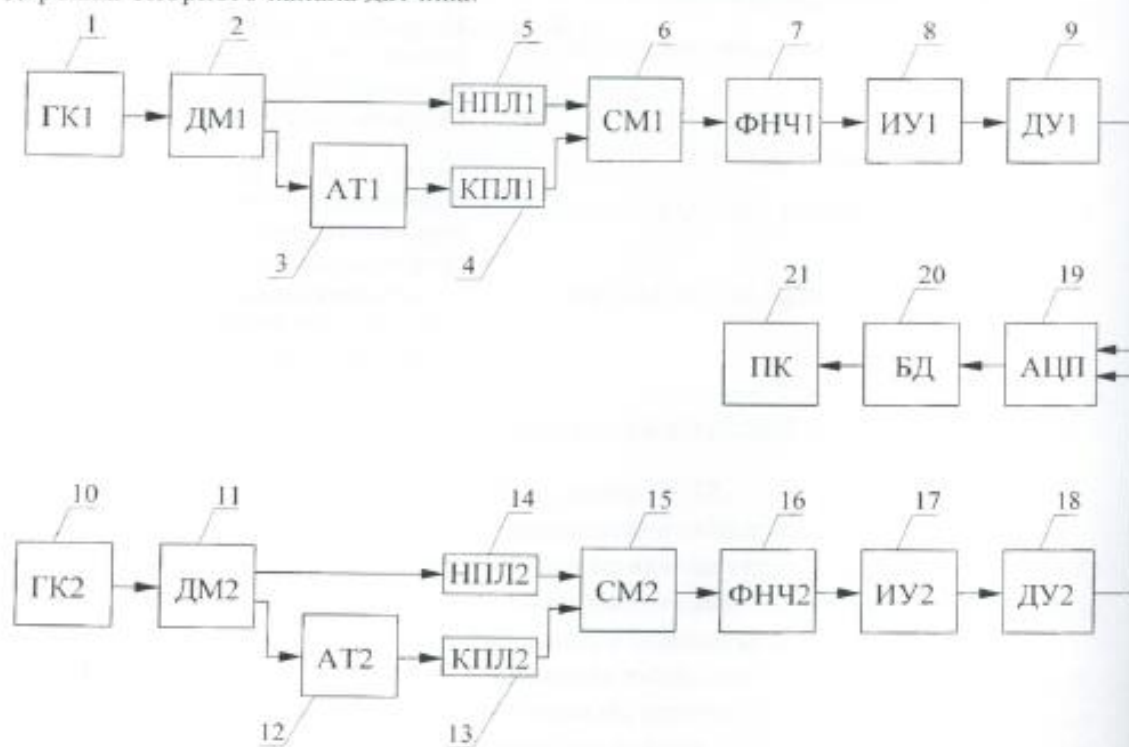 1 2 5 6 7 8 9
ГК1 ДМ1 НПЛ1 СМ1 ФНЧ1 ИУ1 ДУ1
АТ1 КПЛ1
3 4
21 20 19
ПК БД АЦП
10 11 14 15 16 17 18
ГК2 ДМ2 НПЛ2 СМ2 ФНЧ2 ИУ2 ДУ2
АТ2 КПЛ2
12 13